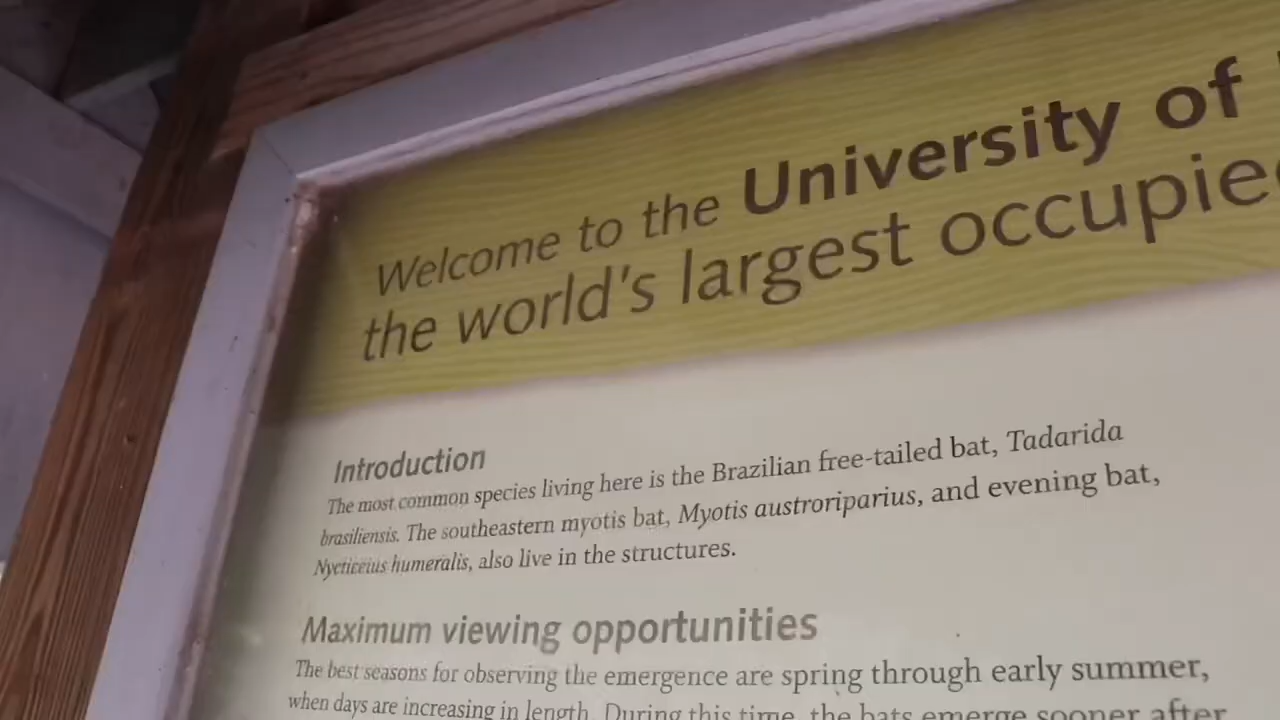 Welcome to the University of
the world's largest occupie
Introduction
The most common species living here is the Brazilian free-tailed bat, Tadarida
brasiliensis. The southeastern myotis bat, Myotis austroriparius, and evening bat,
Nycticeius humeralis, also live in the structures.
Maximum viewing opportunities
The best seasons for observing the emergence are spring through early summer,
when days are increasing in length. During this time, the bats emerge sooner after